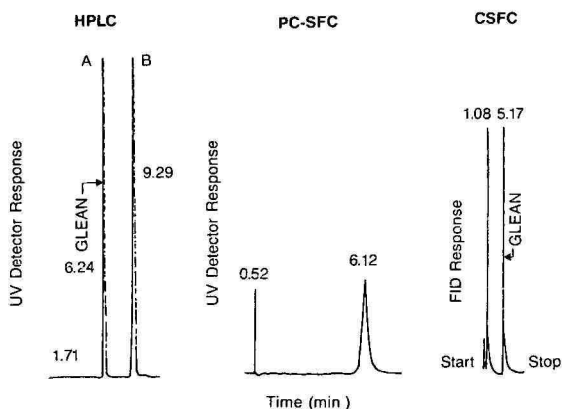 HPLC
PC-SFC
CSFC
A
B
UV Detector Response
GLEAN
6.24
9.29
1.71
UV Detector Response
0.52
6.12
Time (min )
1.08 5.17
FID Response
GLEAN
Start
Stop